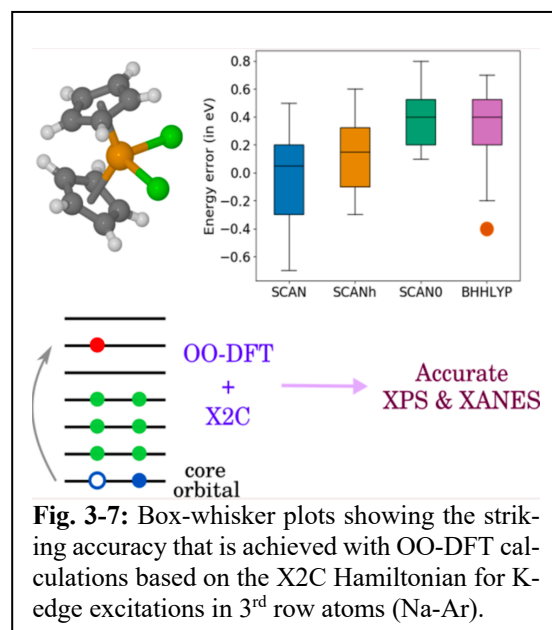 0.8
0.6
0.4
0.2
0.0
−0.2
−0.4
−0.6
Energy error (in eV)
SCAN SCANh SCAN0 BHHLYP
OO-DFT
+
X2C
Accurate
XPS & XANES
core
orbital
Fig. 3-7: Box-whisker plots showing the strik-
ing accuracy that is achieved with OO-DFT cal-
culations based on the X2C Hamiltonian for K-
edge excitations in 3rd row atoms (Na-Ar).